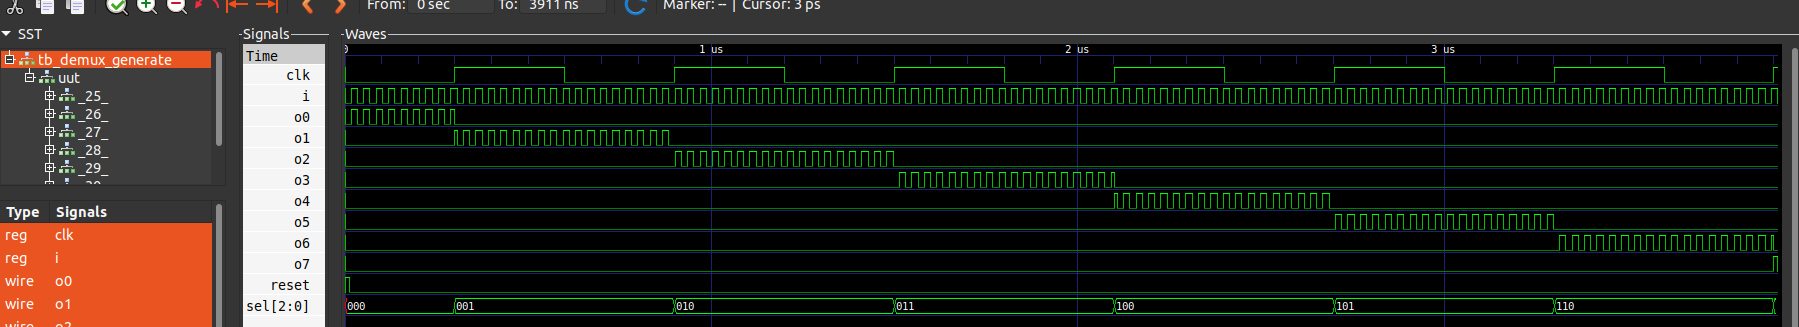 From: 0 sec To: 3911 ns Marker: -- | Cursor: 3 ps
SST
tb_demux_generate
uut
_25_
_26_
_27_
_28_
_29_
Type Signals
reg clk
reg i
wire o0
wire o1
wire o2
Signals
Time
clk
i
o0
o1
o2
o3
o4
o5
o6
o7
reset
sel[2:0]
Waves
0 1 us 2 us 3 us
000 001 010 011 100 101 110